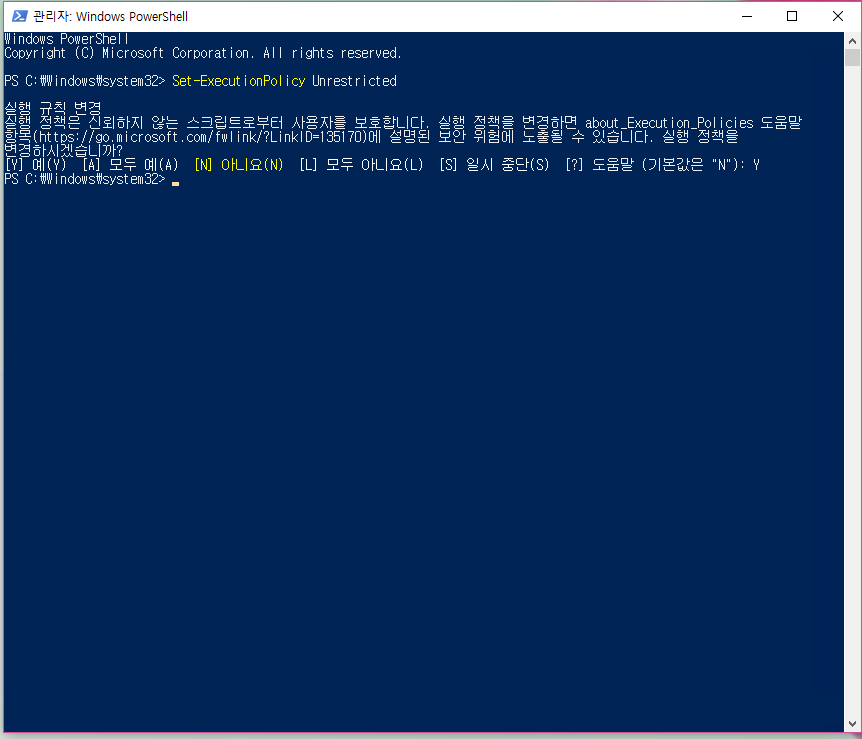 관리자: Windows PowerShell
Windows PowerShell
Copyright (C) Microsoft Corporation. All rights reserved.
PS C:₩Windows₩system32> Set-ExecutionPolicy Unrestricted
실행 규칙 변경
실행 정책은 신뢰하지 않는 스크립트로부터 사용자를 보호합니다. 실행 정책을 변경하면 about_Execution_Policies 도움말
항목(https://go.microsoft.com/fwlink/?LinkID=135170)에 설명된 보안 위험에 노출될 수 있습니다. 실행 정책을
변경하시겠습니까?
[Y] 예(Y)  [A] 모두 예(A)  [N] 아니요(N)  [L] 모두 아니요(L)  [S] 일시 중단(S)  [?] 도움말 (기본값은 "N"): Y
PS C:₩Windows₩system32>